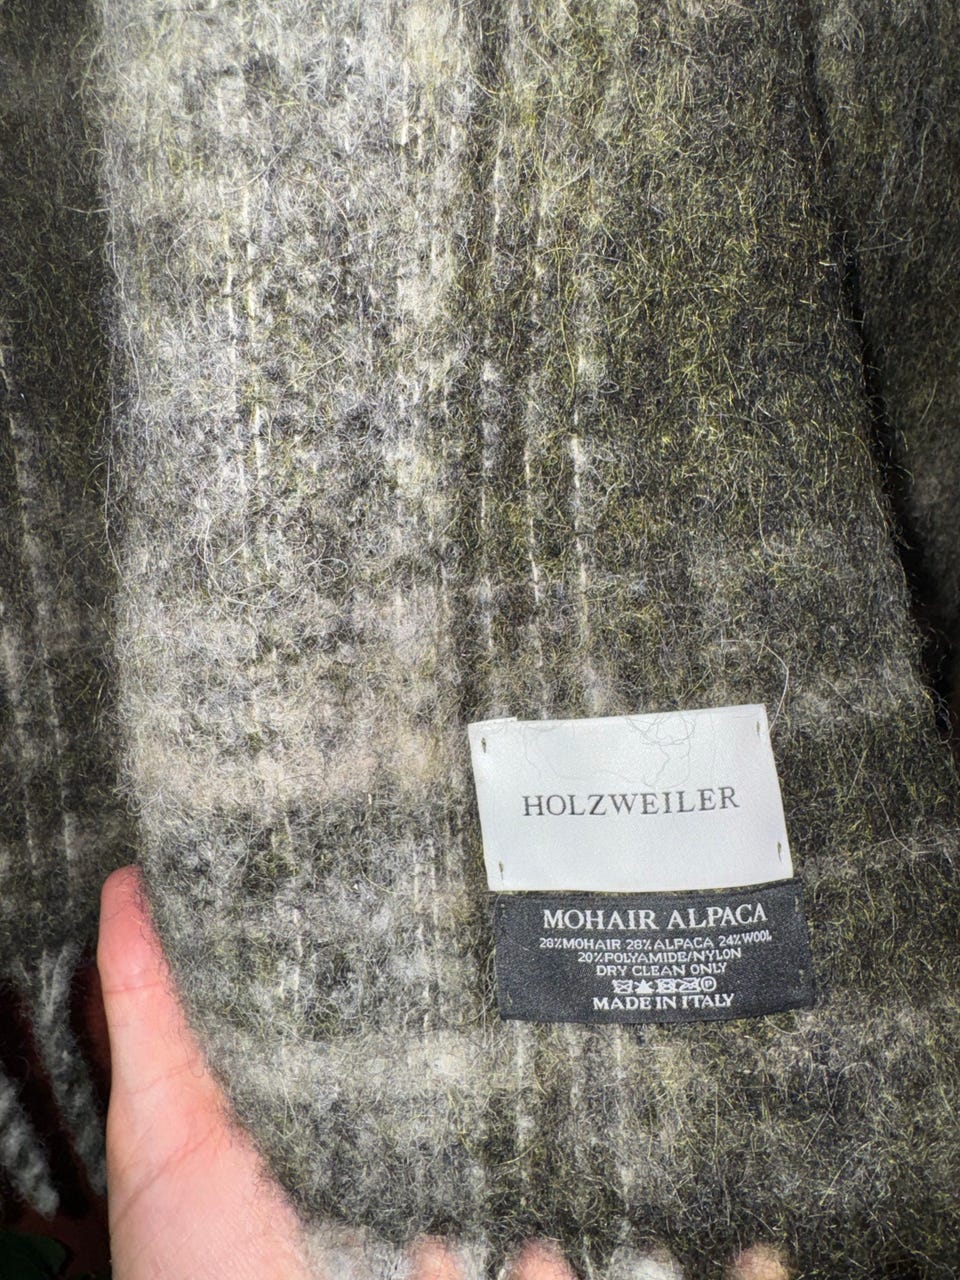 HOLZWEILER
MOHAIR ALPACA
28%MOHAIR 28%ALPACA 24%WOOL
20%POLYAMIDE/NYLON
DRY CLEAN ONLY
P
MADE IN ITALY